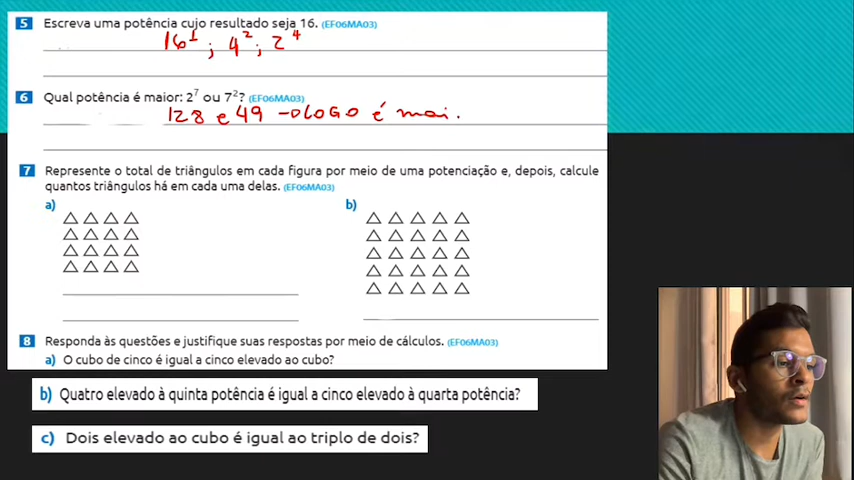 5 Escreva uma potência cujo resultado seja 16. (EF06MA03)
16¹ ; 4² ; 2⁴
6 Qual potência é maior: 2⁷ ou 7²? (EF06MA03)
128 e 49 → LOGO é mai.
7 Represente o total de triângulos em cada figura por meio de uma potenciação e, depois, calcule
quantos triângulos há em cada uma delas. (EF06MA03)
a)
b)
8 Responda às questões e justifique suas respostas por meio de cálculos. (EF06MA03)
a) O cubo de cinco é igual a cinco elevado ao cubo?
b) Quatro elevado à quinta potência é igual a cinco elevado à quarta potência?
c) Dois elevado ao cubo é igual ao triplo de dois?